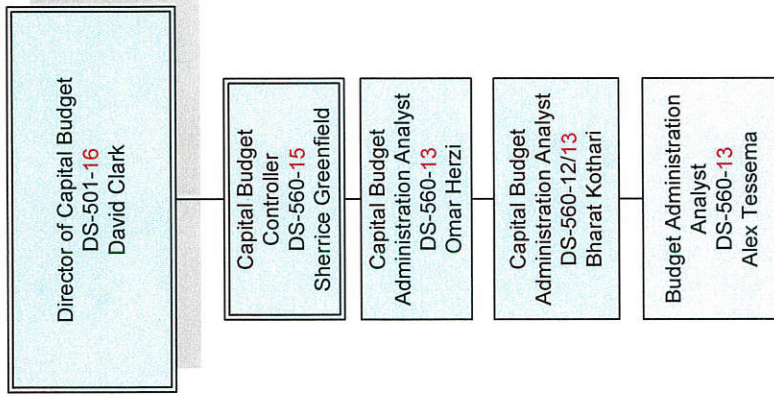 Director of Capital Budget
DS-501-16
David Clark
Capital Budget
Controller
DS-560-15
Sherrice Greenfield
Capital Budget
Administration Analyst
DS-560-13
Omar Herzi
Capital Budget
Administration Analyst
DS-560-12/13
Bharat Kothari
Budget Administration
Analyst
DS-560-13
Alex Tessema